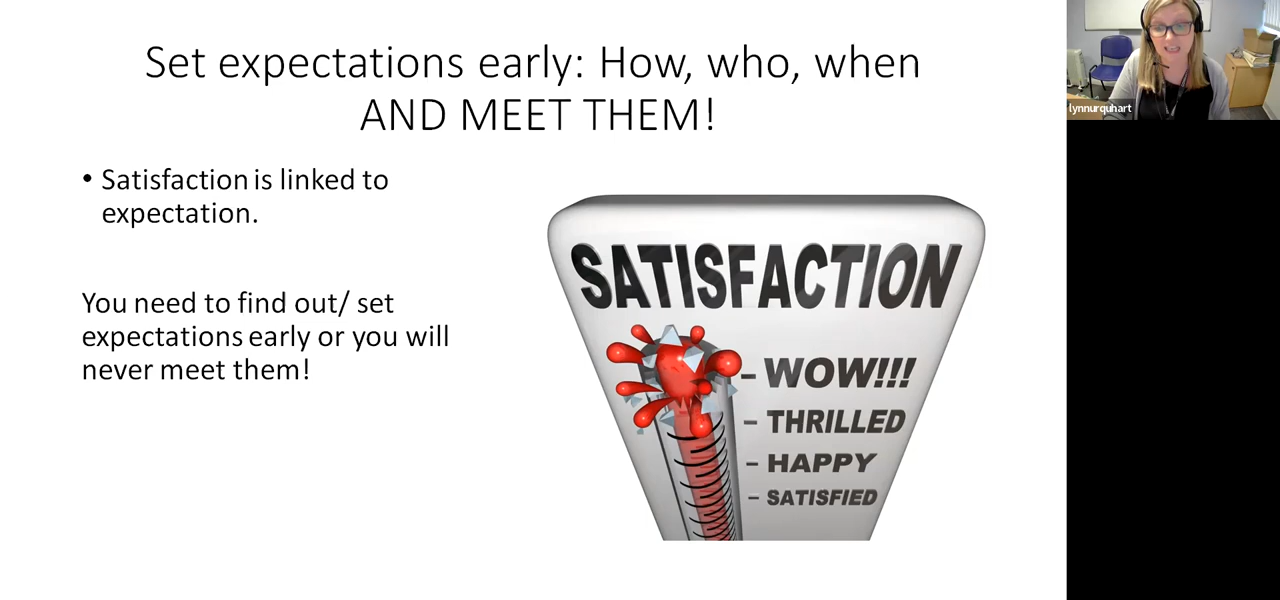 Set expectations early: How, who, when
AND MEET THEM!
• Satisfaction is linked to
expectation.
You need to find out/ set
expectations early or you will
never meet them!
SATISFACTION
– WOW!!!
– THRILLED
– HAPPY
– SATISFIED
lynnurquhart